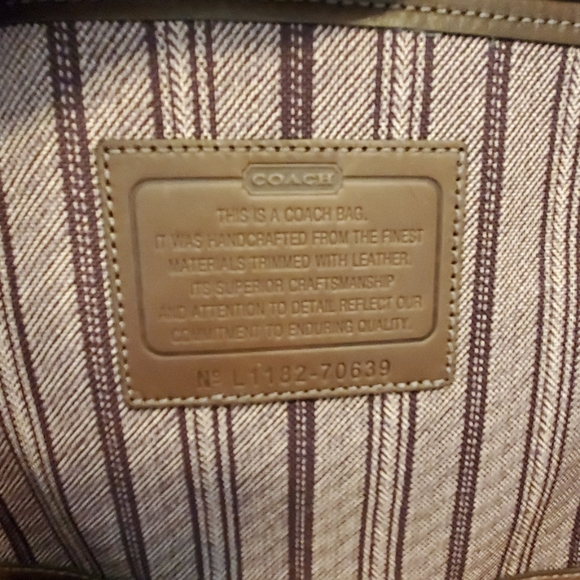 COACH
THIS IS A COACH BAG.
IT WAS HANDCRAFTED FROM THE FINEST
MATERIALS TRIMMED WITH LEATHER.
ITS SUPERIOR CRAFTSMANSHIP
AND ATTENTION TO DETAIL REFLECT OUR
COMMITMENT TO ENDURING QUALITY.
Nº L1182-70639